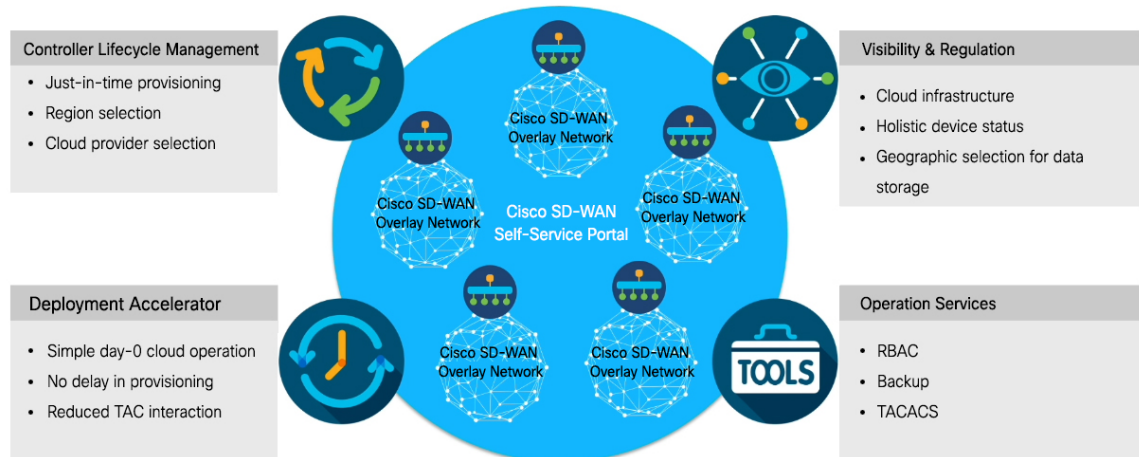 Controller Lifecycle Management
• Just-in-time provisioning
• Region selection
• Cloud provider selection
Visibility & Regulation
• Cloud infrastructure
• Holistic device status
• Geographic selection for data
storage
Cisco SD-WAN
Overlay Network
Cisco SD-WAN
Overlay Network
Cisco SD-WAN
Overlay Network
Cisco SD-WAN
Self-Service Portal
Deployment Accelerator
• Simple day-0 cloud operation
• No delay in provisioning
• Reduced TAC interaction
Cisco SD-WAN
Overlay Network
Cisco SD-WAN
Overlay Network
TOOLS
Operation Services
• RBAC
• Backup
• TACACS